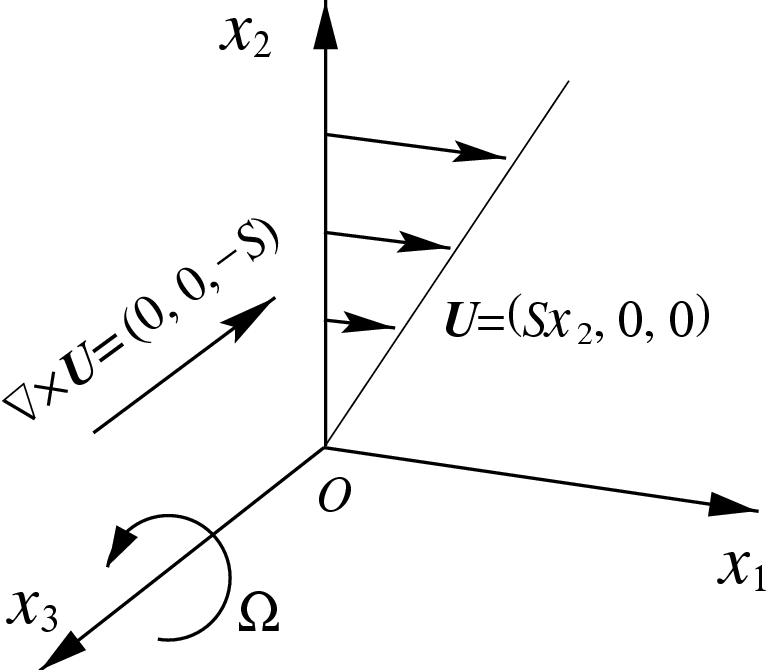 x₂
∇×U=(0, 0,−S)
U=(Sx₂, 0, 0)
O
x₁
x₃
Ω